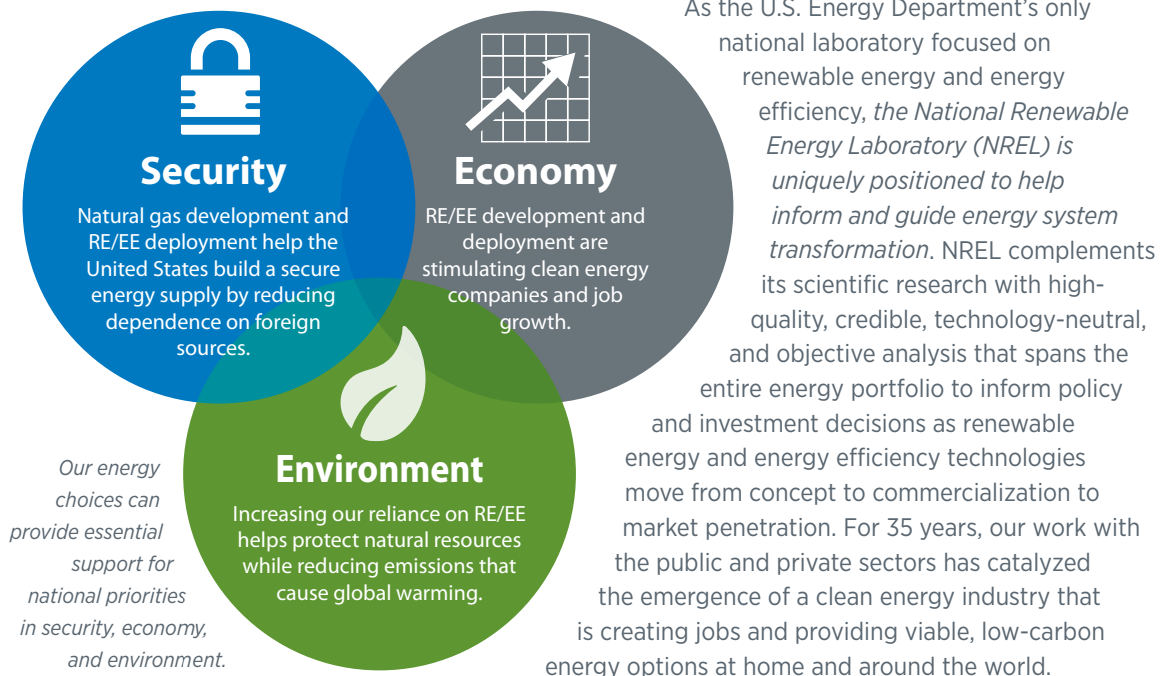 Security
Natural gas development and
RE/EE deployment help the
United States build a secure
energy supply by reducing
dependence on foreign
sources.
Economy
RE/EE development and
deployment are
stimulating clean energy
companies and job
growth.
Environment
Increasing our reliance on RE/EE
helps protect natural resources
while reducing emissions that
cause global warming.
Our energy
choices can
provide essential
support for
national priorities
in security, economy,
and environment.
As the U.S. Energy Department’s only
national laboratory focused on
renewable energy and energy
efficiency, the National Renewable
Energy Laboratory (NREL) is
uniquely positioned to help
inform and guide energy system
transformation. NREL complements
its scientific research with high-
quality, credible, technology-neutral,
and objective analysis that spans the
entire energy portfolio to inform policy
and investment decisions as renewable
energy and energy efficiency technologies
move from concept to commercialization to
market penetration. For 35 years, our work with
the public and private sectors has catalyzed
the emergence of a clean energy industry that
is creating jobs and providing viable, low-carbon
energy options at home and around the world.